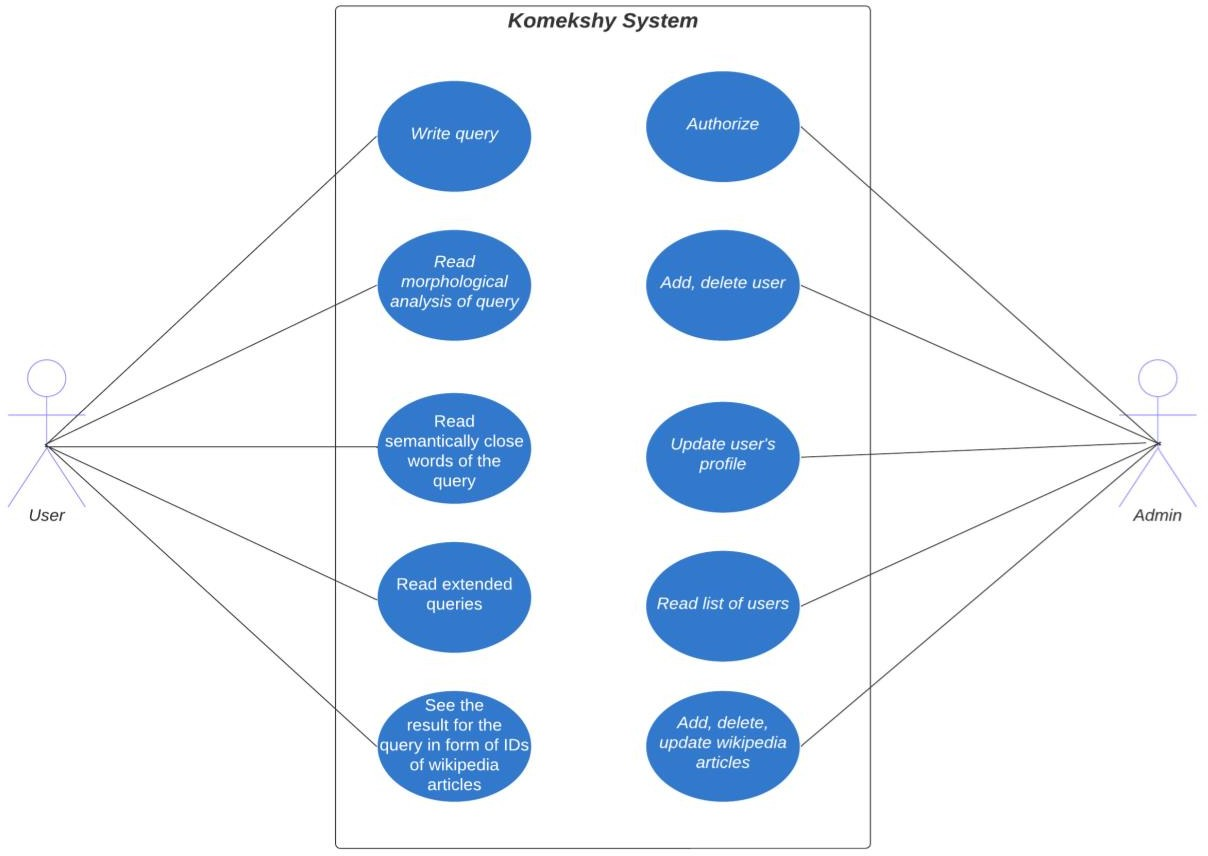 Komekshy System
Write query
Authorize
Read
morphological
analysis of query
Add, delete user
Read
semantically close
words of the
query
Update user's
profile
User
Admin
Read extended
queries
Read list of users
See the
result for the
query in form of IDs
of wikipedia
articles
Add, delete,
update wikipedia
articles